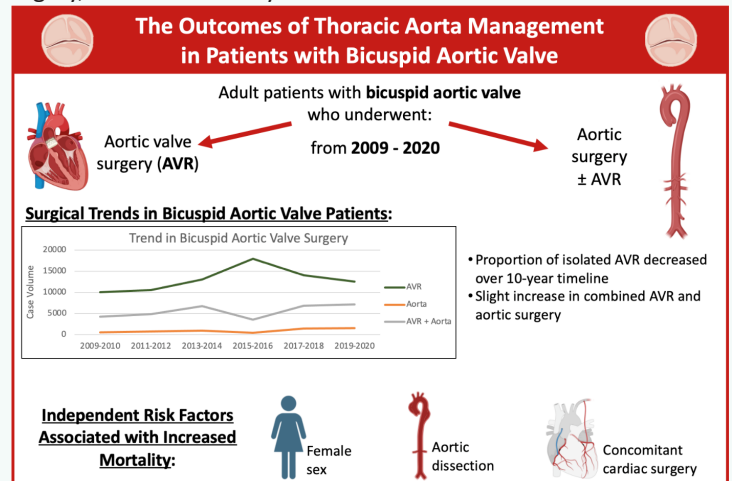 The Outcomes of Thoracic Aorta Management
in Patients with Bicuspid Aortic Valve
Adult patients with bicuspid aortic valve
who underwent:
from 2009 - 2020
Aortic valve
surgery (AVR)
Aortic
surgery
± AVR
Surgical Trends in Bicuspid Aortic Valve Patients:
Trend in Bicuspid Aortic Valve Surgery
Case Volume
20000
15000
10000
5000
0
2009-2010 2011-2012 2013-2014 2015-2016 2017-2018 2019-2020
AVR
Aorta
AVR + Aorta
• Proportion of isolated AVR decreased
over 10-year timeline
• Slight increase in combined AVR and
aortic surgery
Independent Risk Factors
Associated with Increased
Mortality:
Female
sex
Aortic
dissection
Concomitant
cardiac surgery